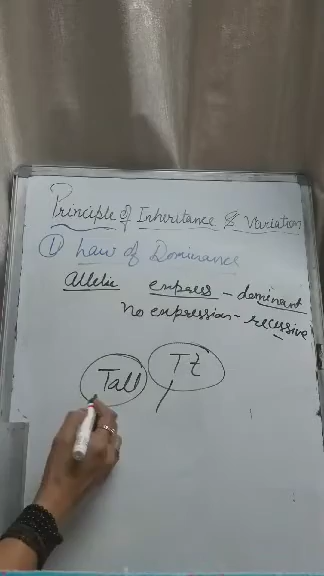 Principle of Inheritance & Variation
① Law of Dominance
Allelic express - dominant
No expression - recessive
Tall Tt